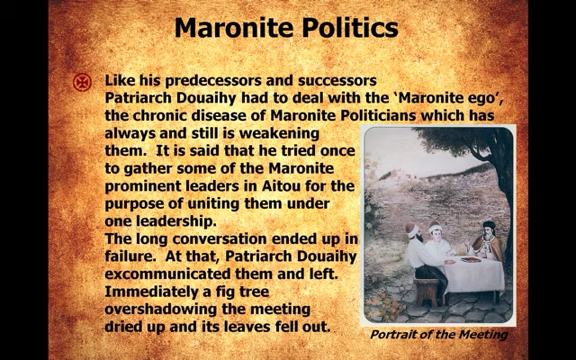 Maronite Politics
Like his predecessors and successors
Patriarch Douaihy had to deal with the ‘Maronite ego’,
the chronic disease of Maronite Politicians which has
always and still is weakening
them. It is said that he tried once
to gather some of the Maronite
prominent leaders in Aitou for the
purpose of uniting them under
one leadership.
The long conversation ended up in
failure. At that, Patriarch Douaihy
excommunicated them and left.
Immediately a fig tree
overshadowing the meeting
dried up and its leaves fell out.
Portrait of the Meeting